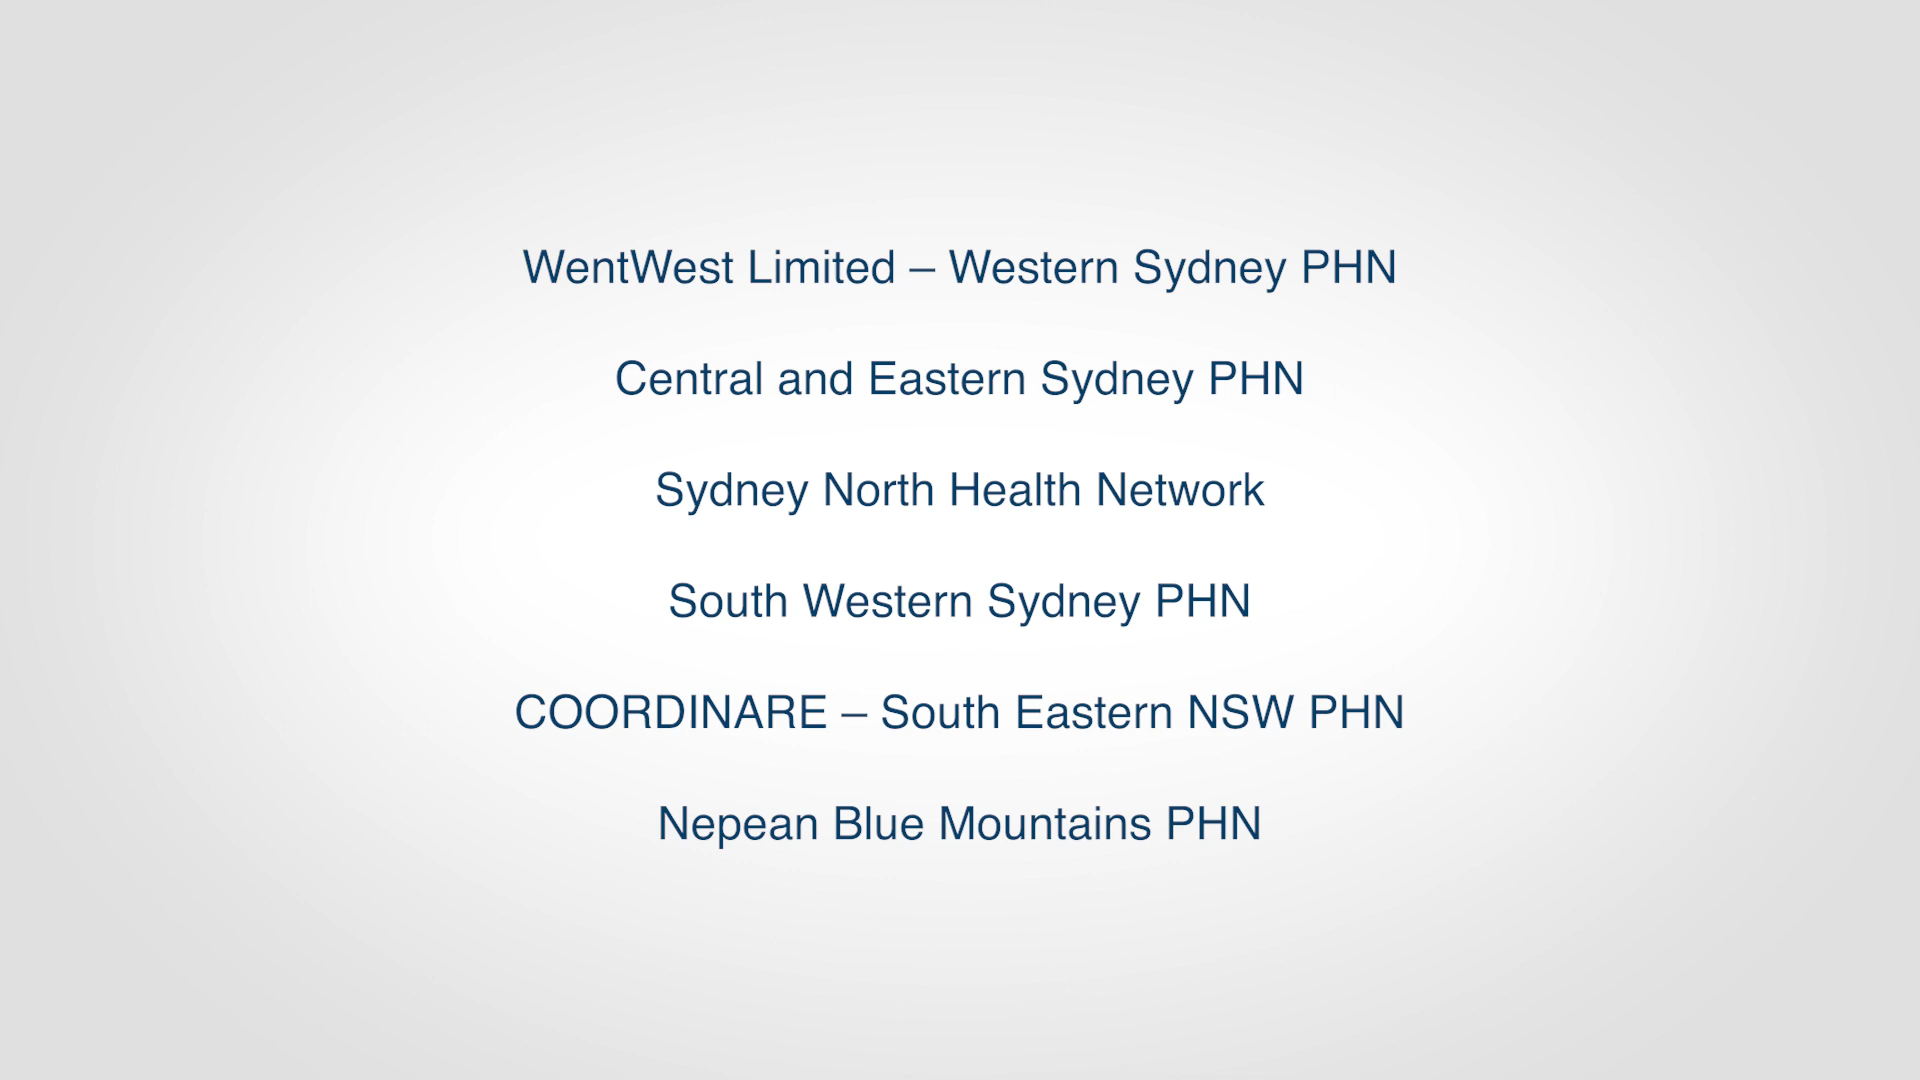 WentWest Limited – Western Sydney PHN
Central and Eastern Sydney PHN
Sydney North Health Network
South Western Sydney PHN
COORDINARE – South Eastern NSW PHN
Nepean Blue Mountains PHN